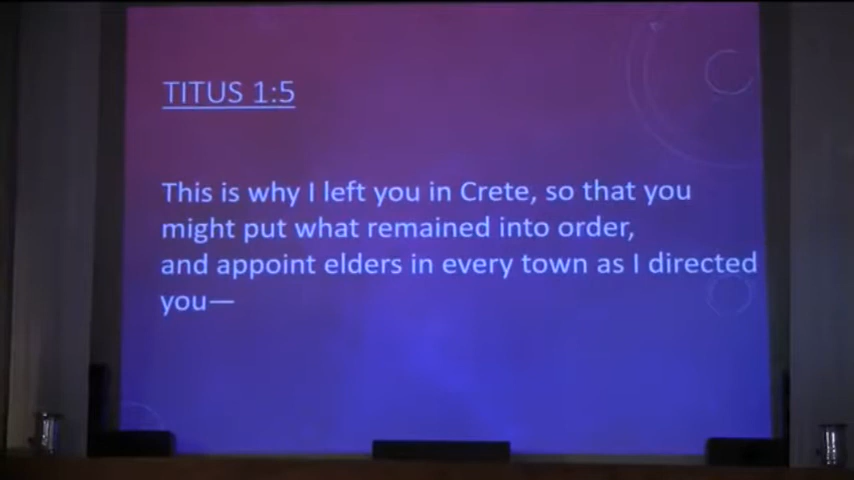 TITUS 1:5
This is why I left you in Crete, so that you
might put what remained into order,
and appoint elders in every town as I directed
you—